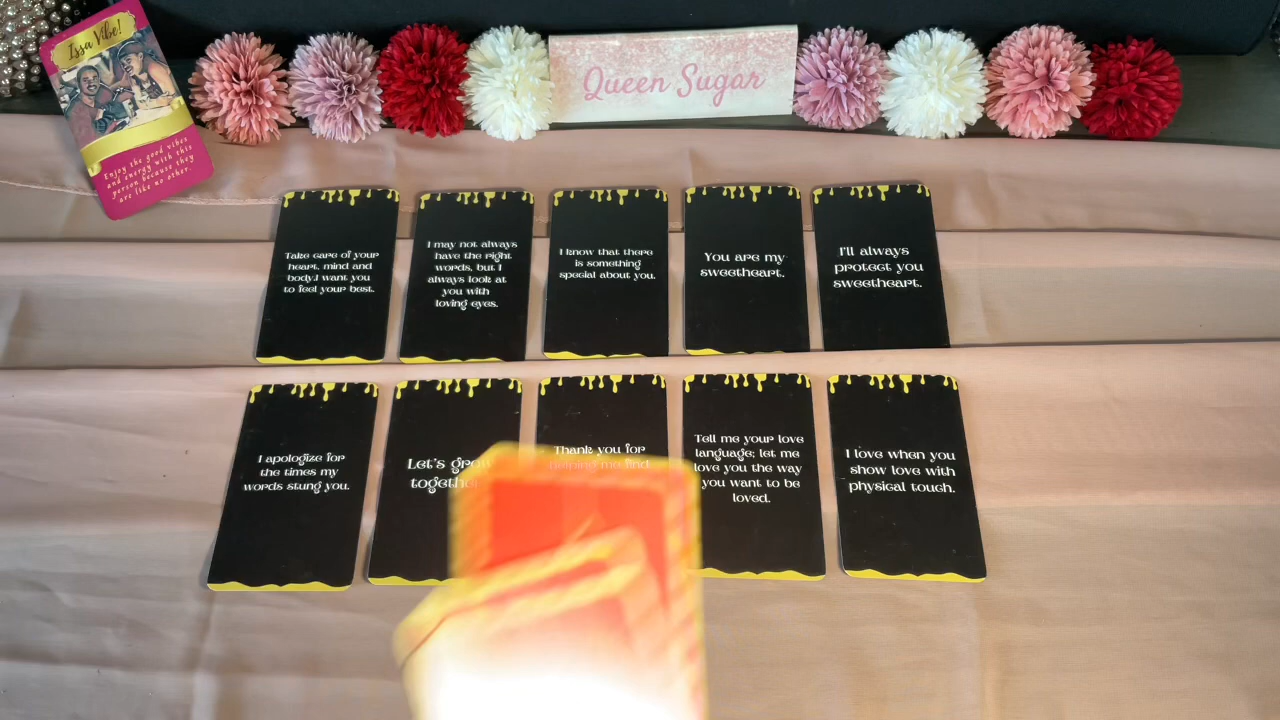 Issa Vibe!
Enjoy the good vibes
and energy with this
person because they
are like no other.
Queen Sugar
Take care of your
heart, mind and
body.I want you
to feel your best.
I may not always
have the right
words, but I
always look at
you with
loving eyes.
I know that there
is something
special about you.
You are my
sweetheart.
I'll always
protect you
sweetheart.
I apologize for
the times my
words stung you.
Let's grow
together
Thank you for
helping me find
Tell me your love
language; let me
love you the way
you want to be
loved.
I love when you
show love with
physical touch.